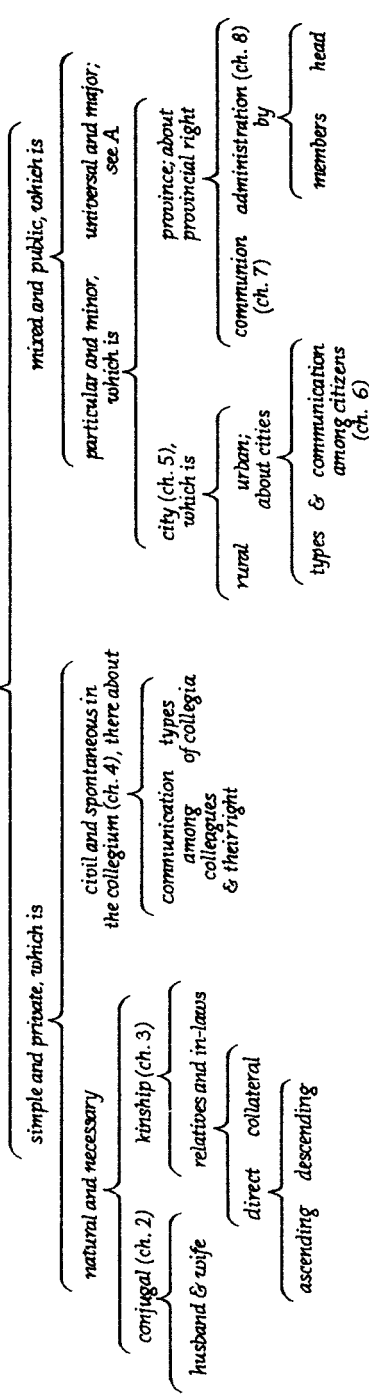 simple and private, which is
natural and necessary
conjugal (ch. 2)
husband & wife
kinship (ch. 3)
relatives and in-laws
direct
ascending
descending
collateral
civil and spontaneous in
the collegium (ch. 4), there about
communication
among
colleagues
& their right
types
of collegia
mixed and public, which is
particular and minor,
which is
city (ch. 5),
which is
rural
urban;
about cities
types
&
communication
among citizens
(ch. 6)
province; about
provincial right
communion
(ch. 7)
administration (ch. 8)
by
members
head
universal and major;
see A